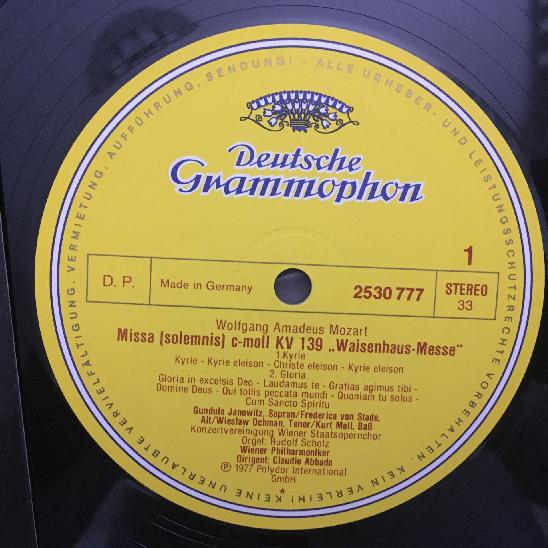 ALLE URHEBER- UND LEISTUNGSSCHUTZRECHTE VORBEHALTEN. KEIN VERLEIH! KEINE UNERLAUBTE VERVIELFÄLTIGUNG, VERMIETUNG, AUFFÜHRUNG, SENDUNG! -
Deutsche
Grammophon
1
D. P.
Made in Germany
2530 777
STEREO
33
Wolfgang Amadeus Mozart
Missa (solemnis) c-moll KV 139 „Waisenhaus-Messe“
1. Kyrie
Kyrie - Kyrie eleison - Christe eleison - Kyrie eleison
2. Gloria
Gloria in excelsis Deo - Laudamus te - Gratias agimus tibi -
Domine Deus - Qui tollis peccata mundi - Quoniam tu solus -
Cum Sancto Spiritu
Gundula Janowitz, Sopran/Frederica von Stade,
Alt/Wiesław Ochman, Tenor/Kurt Moll, Baß
Konzertvereinigung Wiener Staatsopernchor
Orgel: Rudolf Scholz
Wiener Philharmoniker
Dirigent: Claudio Abbado
℗ 1977 Polydor International
GmbH